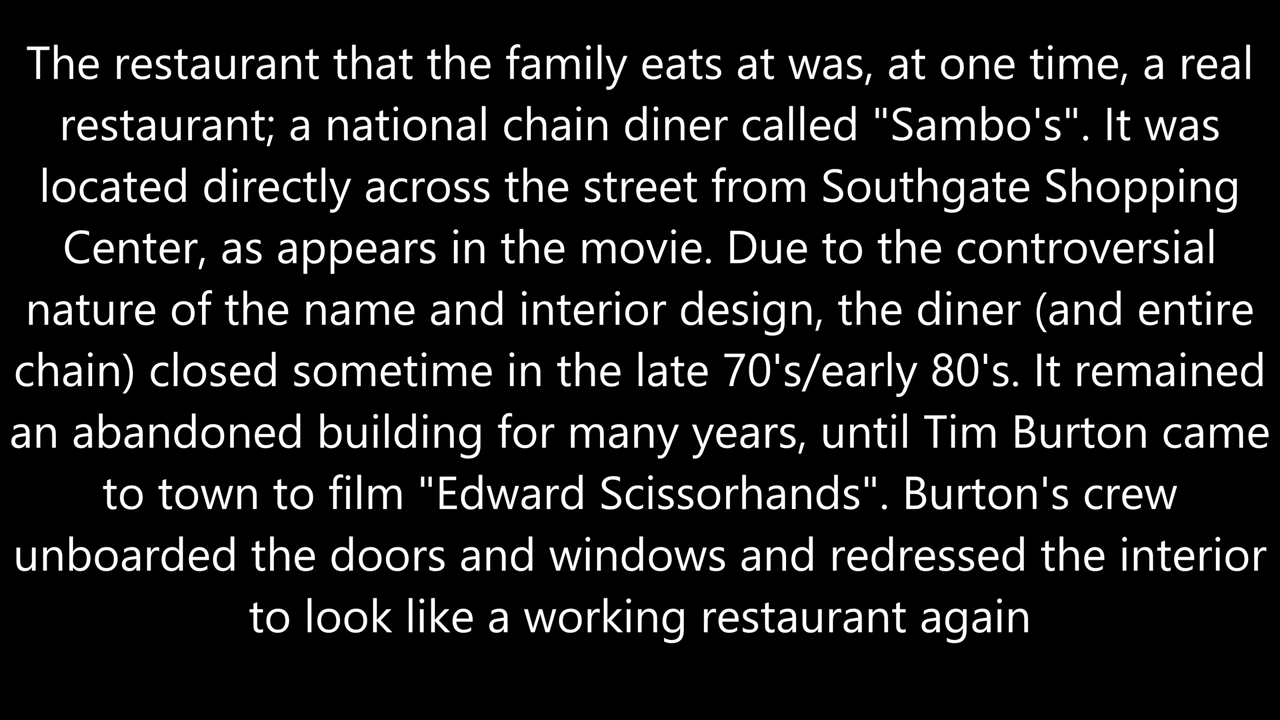 The restaurant that the family eats at was, at one time, a real
restaurant; a national chain diner called "Sambo's". It was
located directly across the street from Southgate Shopping
Center, as appears in the movie. Due to the controversial
nature of the name and interior design, the diner (and entire
chain) closed sometime in the late 70's/early 80's. It remained
an abandoned building for many years, until Tim Burton came
to town to film "Edward Scissorhands". Burton's crew
unboarded the doors and windows and redressed the interior
to look like a working restaurant again